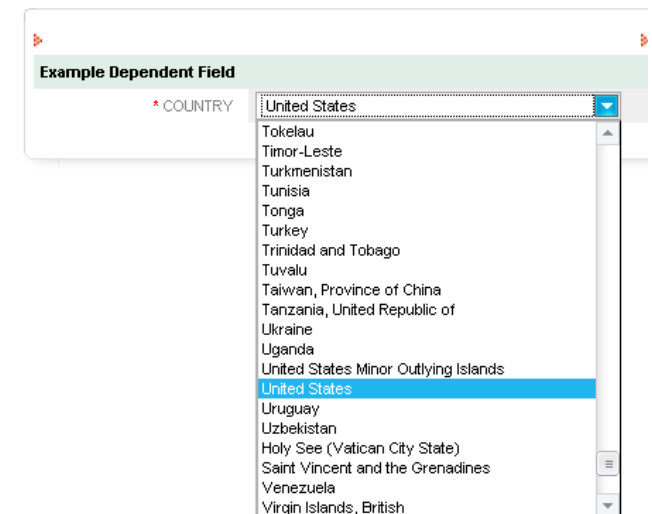 Example Dependent Field
* COUNTRY United States
Tokelau
Timor-Leste
Turkmenistan
Tunisia
Tonga
Turkey
Trinidad and Tobago
Tuvalu
Taiwan, Province of China
Tanzania, United Republic of
Ukraine
Uganda
United States Minor Outlying Islands
United States
Uruguay
Uzbekistan
Holy See (Vatican City State)
Saint Vincent and the Grenadines
Venezuela
Virgin Islands, British